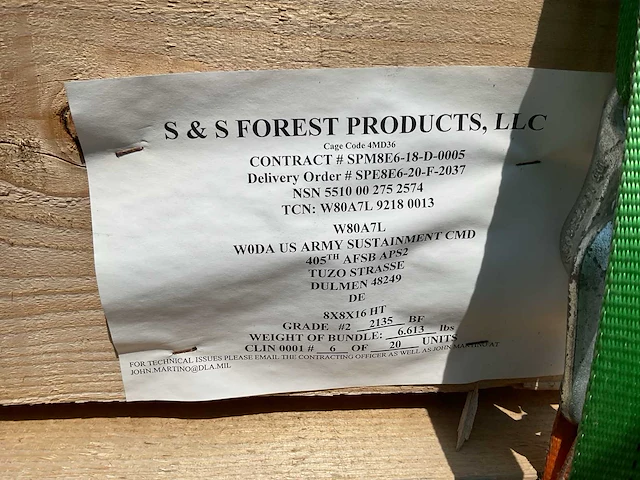 S & S FOREST PRODUCTS, LLC
Cage Code 4MD36
CONTRACT # SPM8E6-18-D-0005
Delivery Order # SPE8E6-20-F-2037
NSN 5510 00 275 2574
TCN: W80A7L 9218 0013
W80A7L
W0DA US ARMY SUSTAINMENT CMD
405TH AFSB APS2
TUZO STRASSE
DULMEN 48249
DE
8X8X16 HT
GRADE #2 2135 BF
WEIGHT OF BUNDLE: 6.613 lbs
CLIN 0001 # 6 OF 20 UNITS
FOR TECHNICAL ISSUES PLEASE EMAIL THE CONTRACTING OFFICER AS WELL AS JOHN MARTINO AT
JOHN.MARTINO@DLA.MIL